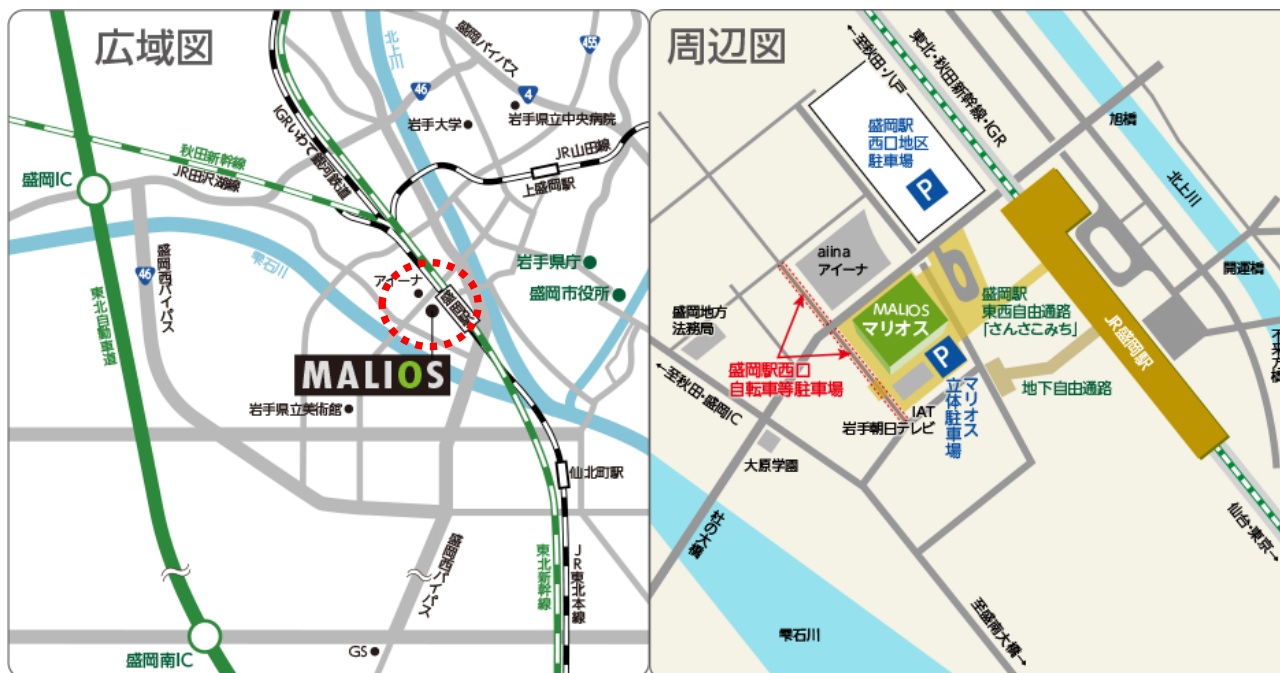 広域図
北上川
盛岡バイパス
455
46
4
岩手大学
岩手県立中央病院
IGRいわて銀河鉄道
JR山田線
上盛岡駅
秋田新幹線
JR田沢湖線
盛岡IC
46
盛岡西バイパス
雫石川
東北自動車道
アイーナ
盛岡駅
岩手県庁
盛岡市役所
MALIOS
岩手県立美術館
仙北町駅
盛岡西バイパス
東北新幹線
JR東北本線
盛岡南IC
GS
周辺図
←至秋田・八戸
東北・秋田新幹線・IGR
旭橋
盛岡駅
西口地区
駐車場
P
北上川
aiina
アイーナ
開運橋
盛岡地方
法務局
MALIOS
マリオス
盛岡駅
東西自由通路
「さんさこみち」
JR盛岡駅
不来方橋
P
盛岡駅西口
自転車等駐車場
マリオス
立体駐車場
地下自由通路
←至秋田・盛岡IC
IAT
岩手朝日テレビ
大原学園
杜の大橋
仙台・東京→
雫石川
至盛南大橋→